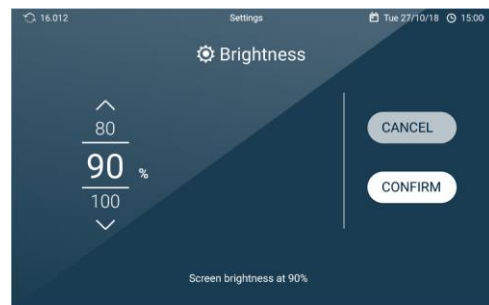 16.012 Settings Tue 27/10/18 15:00
Brightness
80
90 %
100
CANCEL
CONFIRM
Screen brightness at 90%